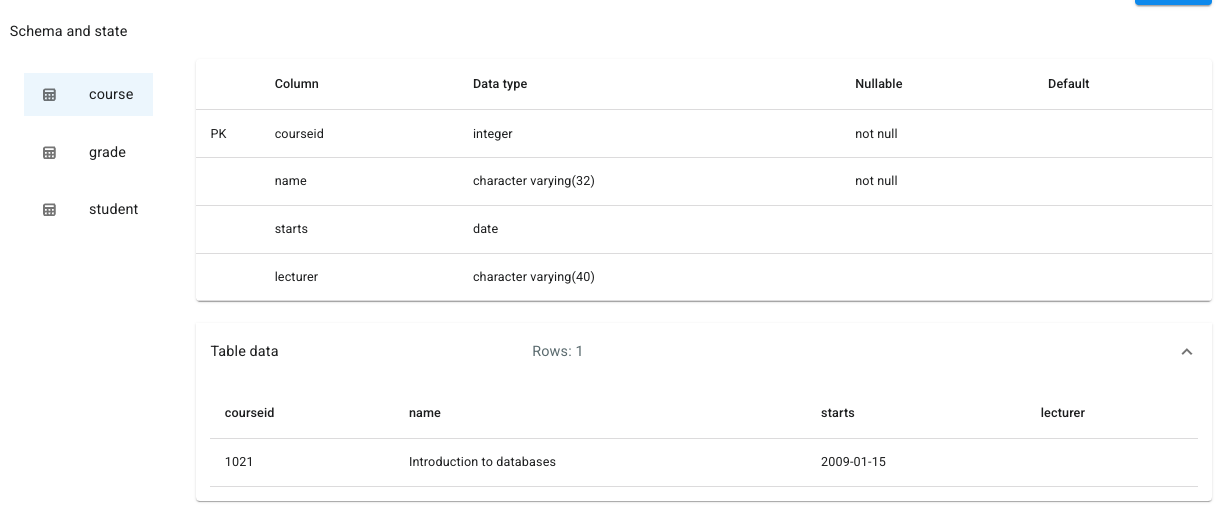 Schema and state
course
grade
student
Column Data type Nullable Default
PK courseid integer not null
name character varying(32) not null
starts date
lecturer character varying(40)
Table data Rows: 1
courseid name starts lecturer
1021 Introduction to databases 2009-01-15